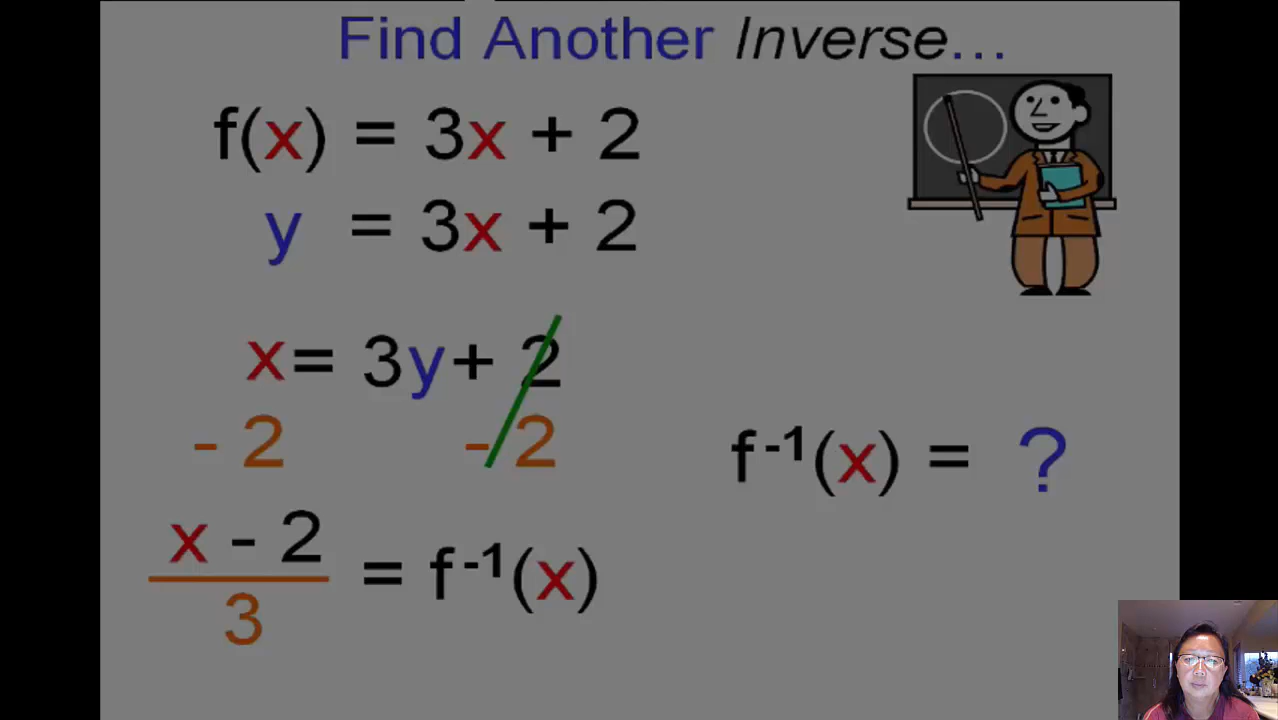 Find Another Inverse…
f(x) = 3x + 2
y = 3x + 2
x = 3y + 2
- 2 - 2
f⁻¹(x) = ?
x - 2
3
= f⁻¹(x)